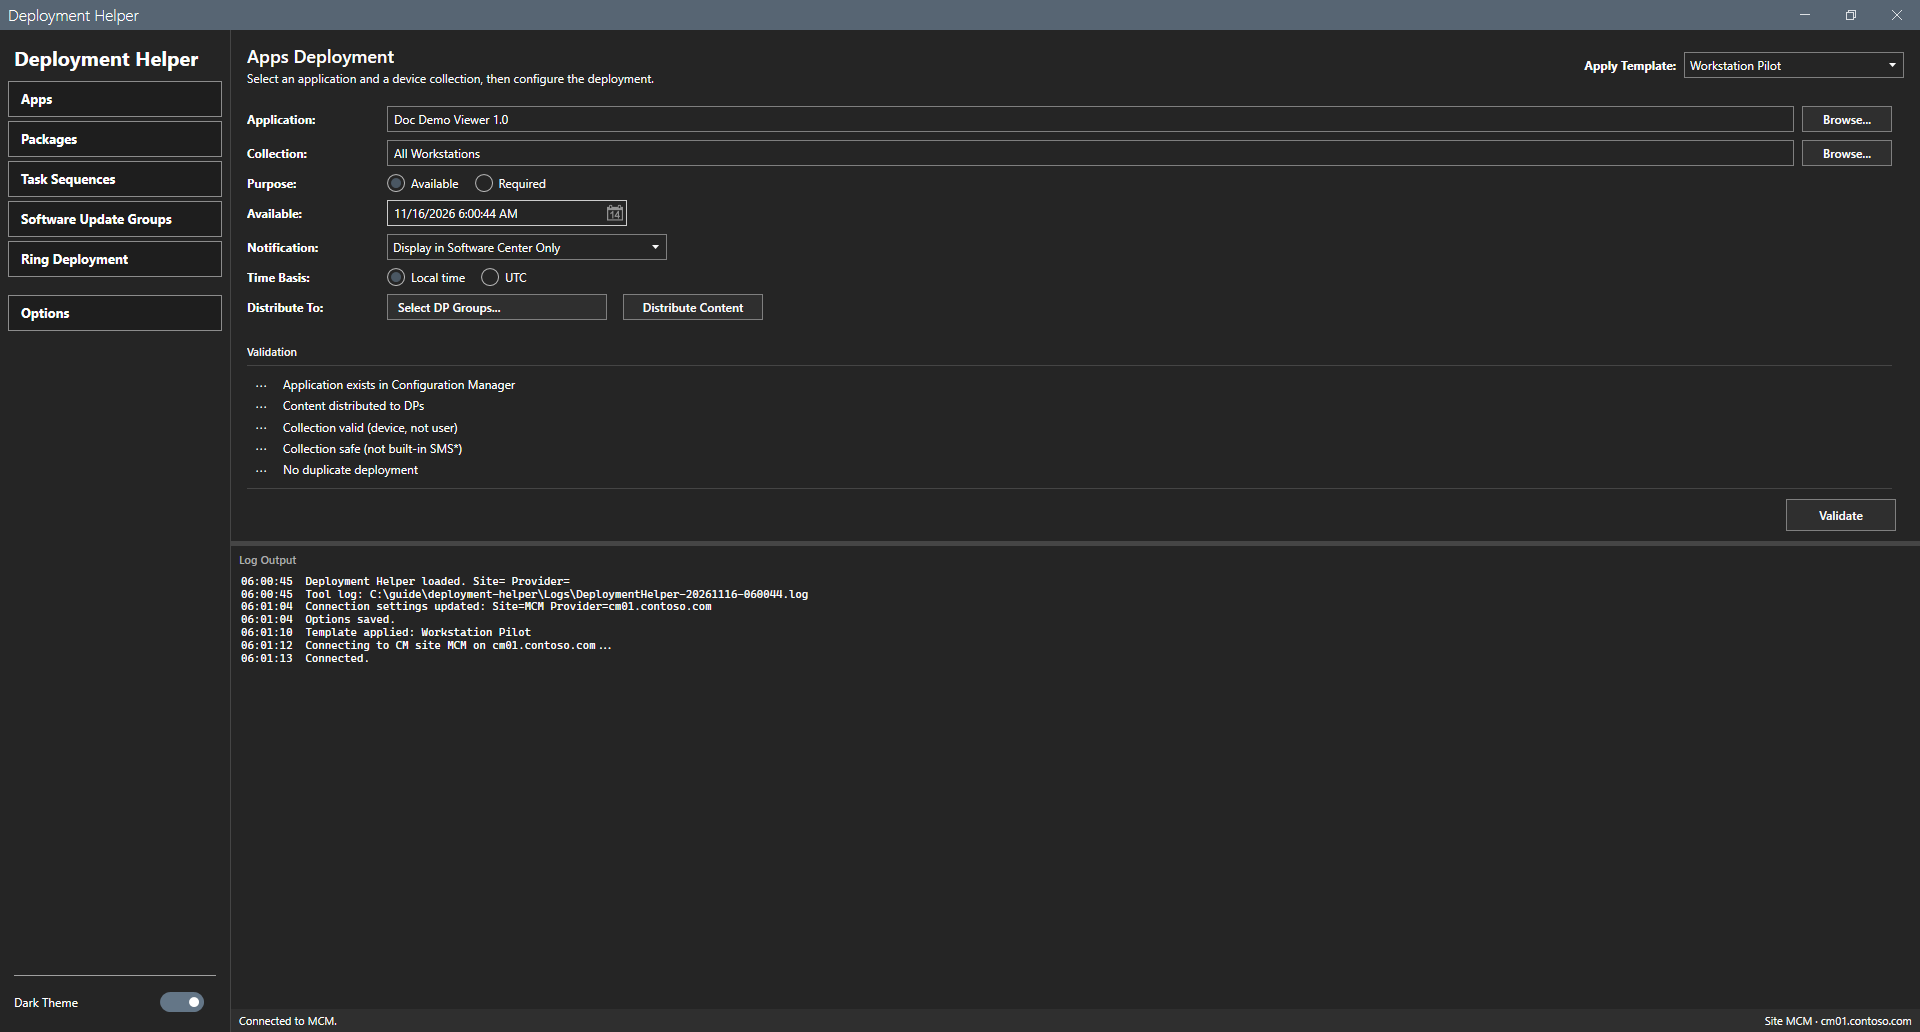 Deployment Helper
Deployment Helper
Apps
Packages
Task Sequences
Software Update Groups
Ring Deployment
Options
Dark Theme
Apps Deployment
Select an application and a device collection, then configure the deployment.
Apply Template: Workstation Pilot
Application: Doc Demo Viewer 1.0 Browse...
Collection: All Workstations Browse...
Purpose: Available Required
Available: 11/16/2026 6:00:44 AM 14
Notification: Display in Software Center Only
Time Basis: Local time UTC
Distribute To: Select DP Groups... Distribute Content
Validation
... Application exists in Configuration Manager
... Content distributed to DPs
... Collection valid (device, not user)
... Collection safe (not built-in SMS*)
... No duplicate deployment
Validate
Log Output
06:00:45 Deployment Helper loaded. Site= Provider=
06:00:45 Tool log: C:\guide\deployment-helper\Logs\DeploymentHelper-20261116-060044.log
06:01:04 Connection settings updated: Site=MCM Provider=cm01.contoso.com
06:01:04 Options saved.
06:01:10 Template applied: Workstation Pilot
06:01:12 Connecting to CM site MCM on cm01.contoso.com...
06:01:13 Connected.
Connected to MCM.
Site MCM · cm01.contoso.com